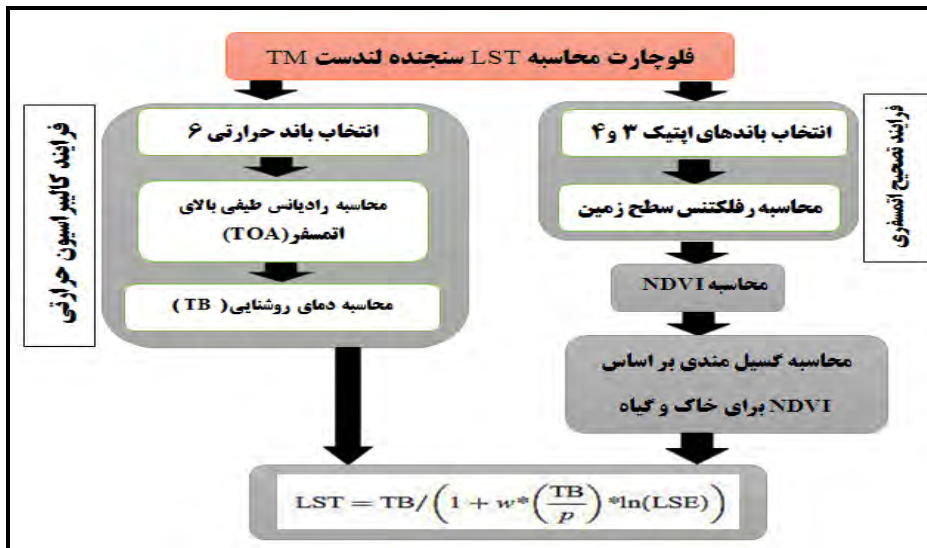 فلوچارت محاسبه LST سنجنده لندست TM
فرایند تصحیح اتمسفری
انتخاب باندهای اپتیک ۳ و۴
محاسبه رفلکتنس سطح زمین
محاسبه NDVI
محاسبه گسیل مندی بر اساس
NDVI برای خاک و گیاه
فرایند کالیبراسیون حرارتی
انتخاب باند حرارتی ۶
محاسبه رادیانس طیفی بالای
اتمسفر(TOA)
محاسبه دمای روشنایی( TB )
LST = TB/(1 + w*(TB/p)*ln(LSE))